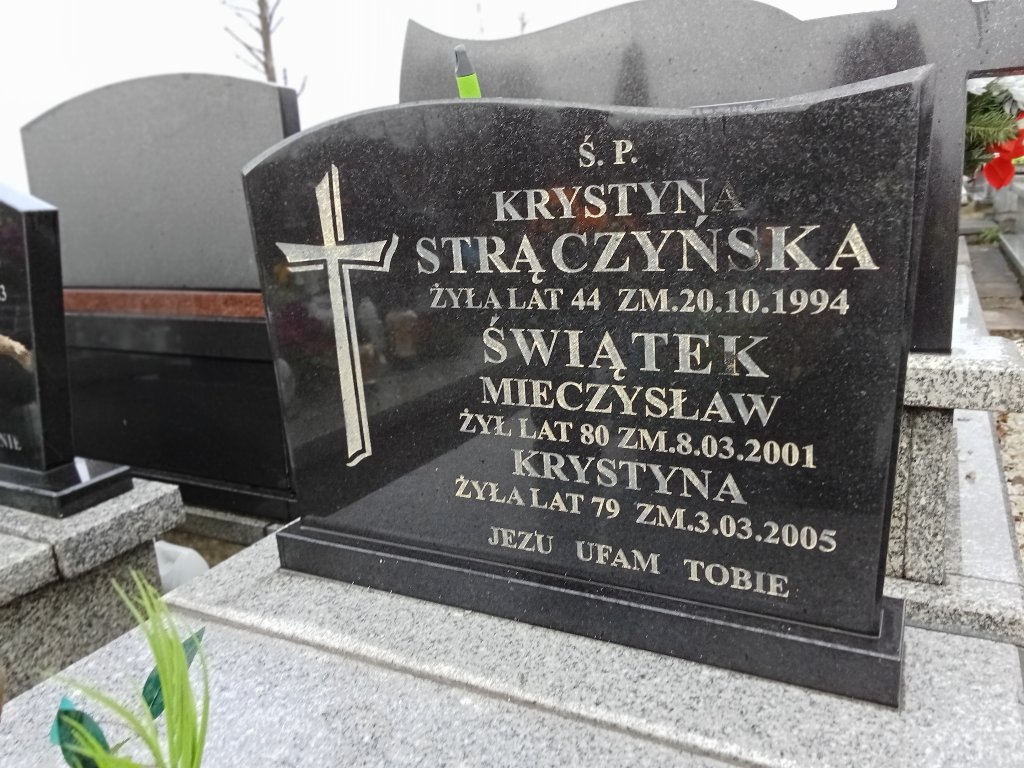 Ś. P.
KRYSTYNA
STRĄCZYŃSKA
ŻYŁA LAT 44 ZM.20.10.1994
ŚWIĄTEK
MIECZYSŁAW
ŻYŁ LAT 80 ZM.8.03.2001
KRYSTYNA
ŻYŁA LAT 79 ZM.3.03.2005
JEZU UFAM TOBIE